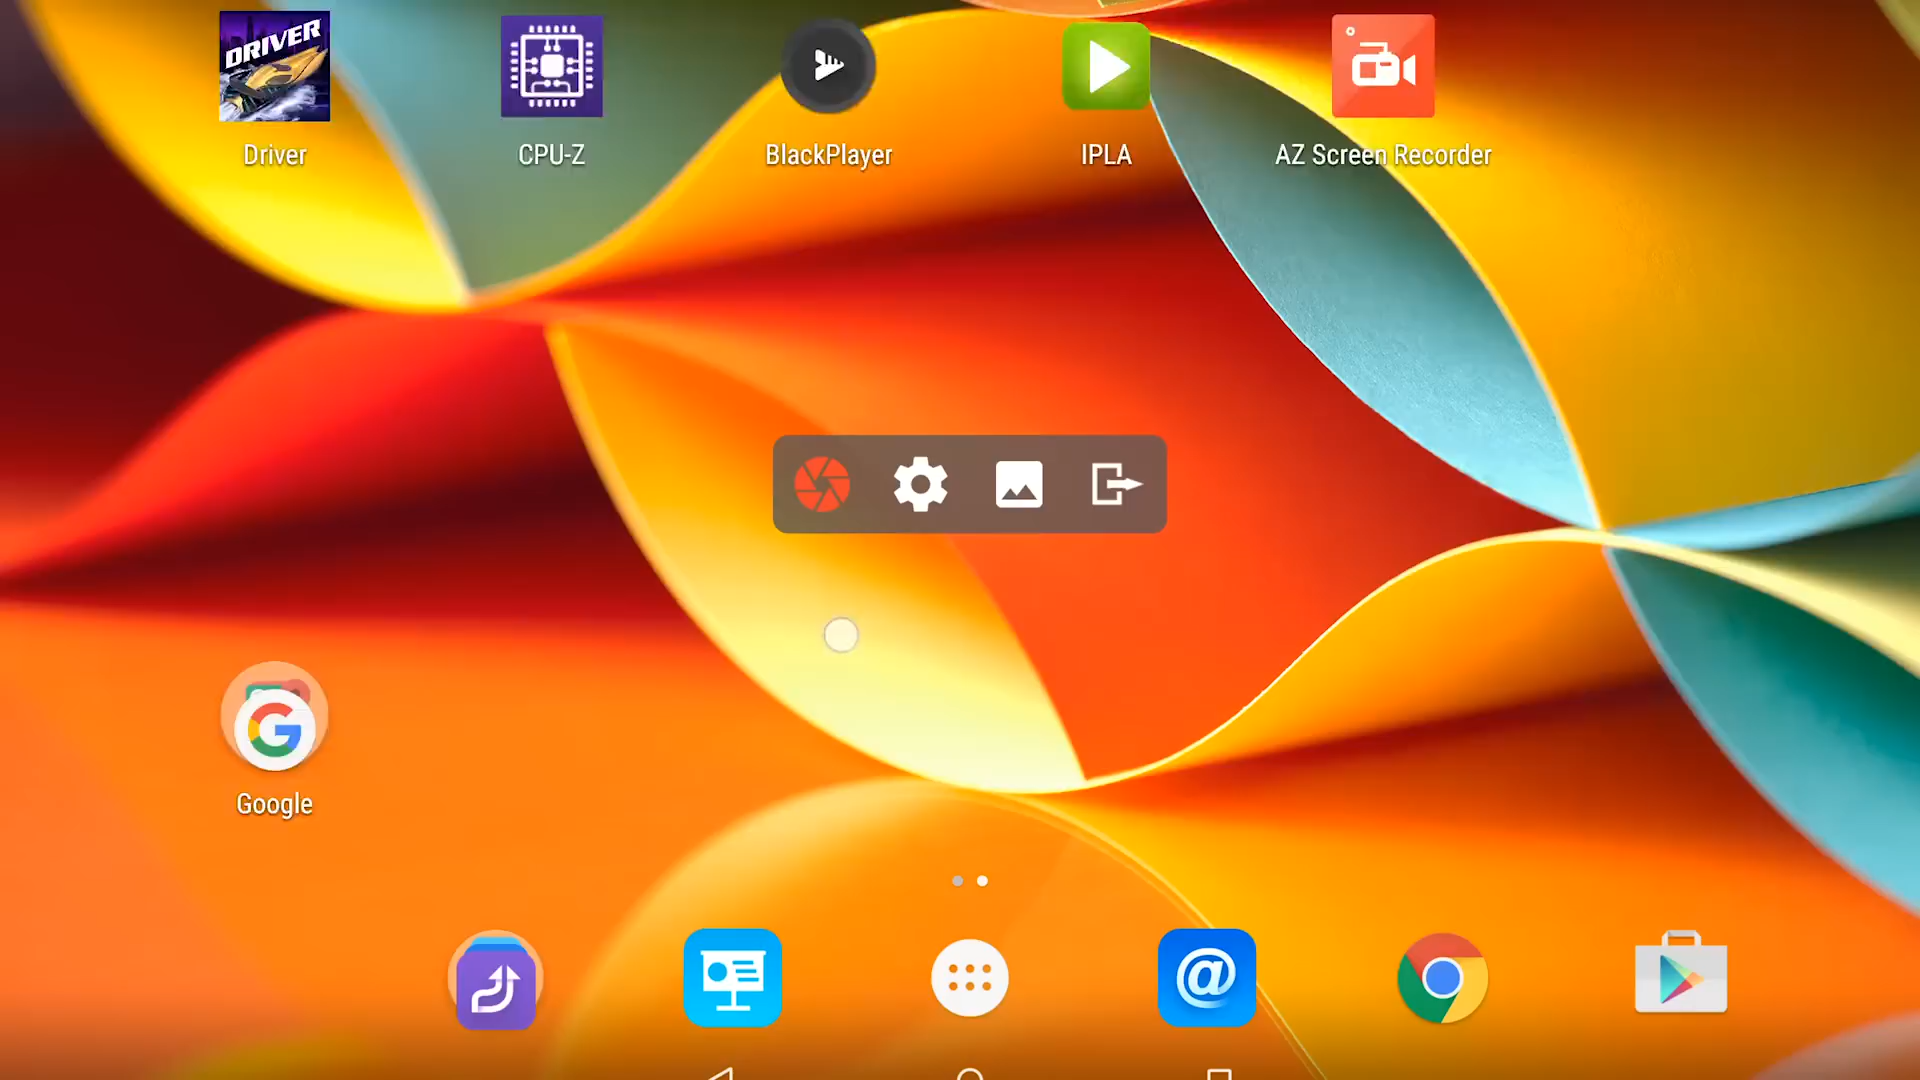 DRIVER
Driver
CPU-Z
BlackPlayer
IPLA
AZ Screen Recorder
G
Google
@